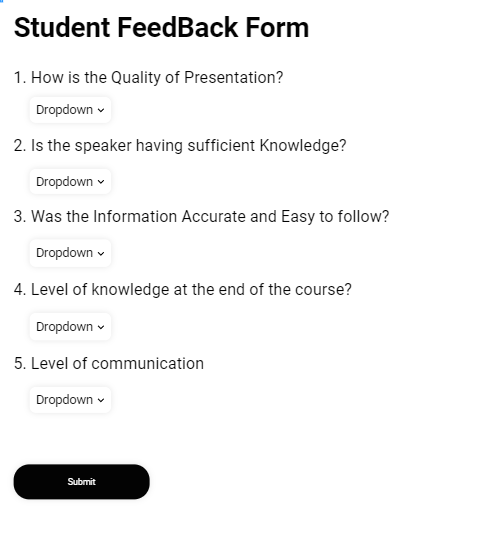 Student FeedBack Form
1. How is the Quality of Presentation?
Dropdown
2. Is the speaker having sufficient Knowledge?
Dropdown
3. Was the Information Accurate and Easy to follow?
Dropdown
4. Level of knowledge at the end of the course?
Dropdown
5. Level of communication
Dropdown
Submit